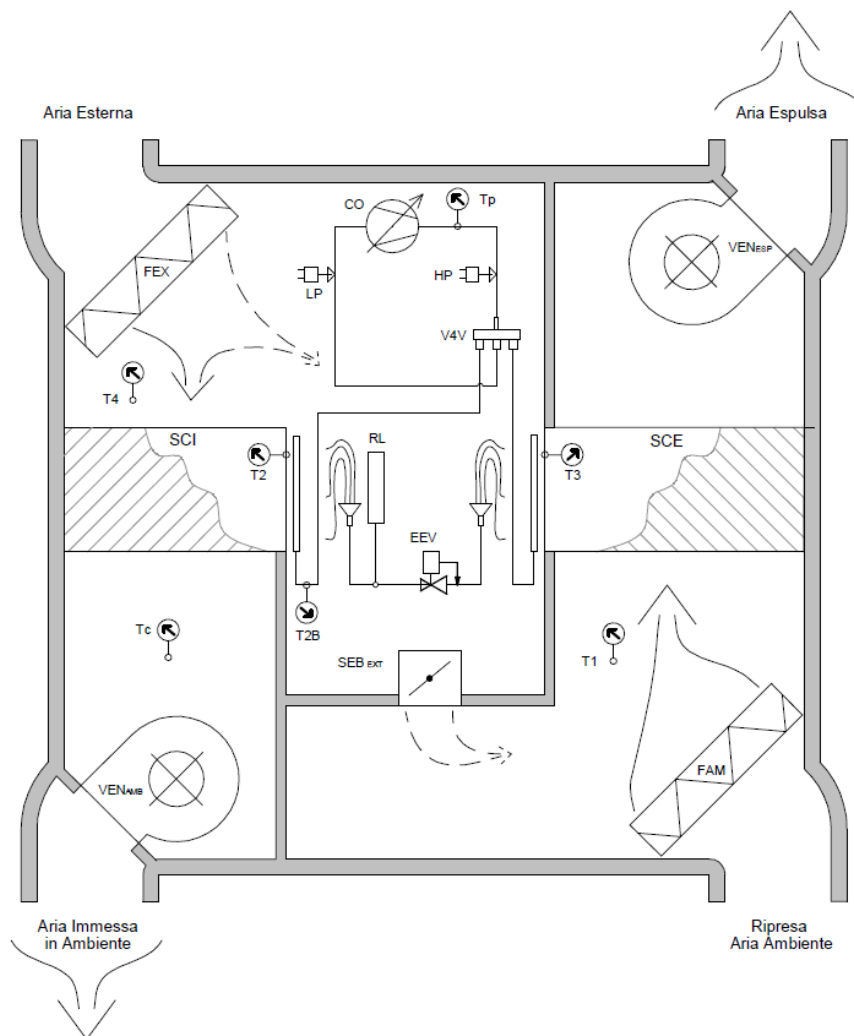 Aria Esterna
Aria Espulsa
CO
Tp
FEX
LP
HP
VENESP
V4V
T4
SCI
RL
SCE
T2
T3
EEV
Tc
T2B
T1
SEB EXT
FAM
VENAMB
Aria Immessa
in Ambiente
Ripresa
Aria Ambiente